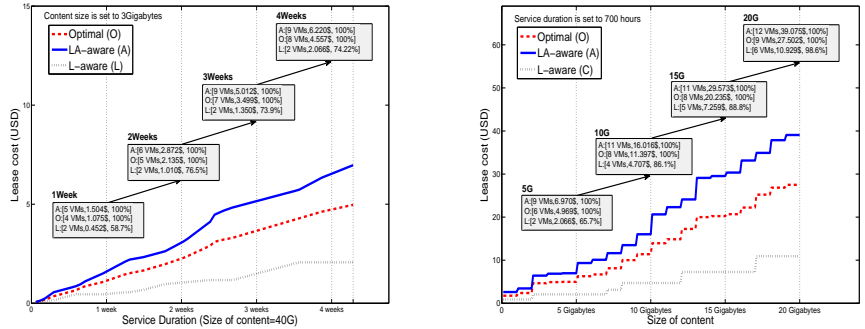 Content size is set to 3Gigabytes
Optimal (O)
LA-aware (A)
L-aware (L)
4Weeks
A:[9 VMs,6.220$, 100%]
O:[8 VMs,4.557$, 100%]
L:[2 VMs,2.066$, 74.22%]
3Weeks
A:[9 VMs,5.012$, 100%]
O:[7 VMs,3.499$, 100%]
L:[2 VMs,1.350$, 73.9%]
2Weeks
A:[6 VMs,2.872$, 100%]
O:[5 VMs,2.135$, 100%]
L:[2 VMs,1.010$, 76.5%]
1Week
A:[5 VMs,1.504$, 100%]
O:[4 VMs,1.075$, 100%]
L:[2 VMs,0.452$, 58.7%]
Lease cost (USD)
15
10
5
0
0
1 week
2 weeks
3 weeks
4 weeks
Service Duration (Size of content=40G)
Service duration is set to 700 hours
Optimal (O)
LA-aware (A)
L-aware (C)
20G
A:[12 VMs,39.075$,100%]
O:[9 VMs,27.502$, 100%]
L:[6 VMs,10.929$, 98.6%]
15G
A:[11 VMs,29.573$,100%]
O:[8 VMs,20.235$, 100%]
L:[5 VMs,7.259$, 88.8%]
10G
A:[11 VMs,16.016$,100%]
O:[8 VMs,11.397$, 100%]
L:[4 VMs,4.707$, 86.1%]
5G
A:[9 VMs,6.970$, 100%]
O:[6 VMs,4.969$, 100%]
L:[2 VMs,2.066$, 65.7%]
Lease cost (USD)
60
50
40
30
20
10
0
0
5 Gigabytes
10 Gigabytes
15 Gigabytes
20 Gigabytes
Size of content